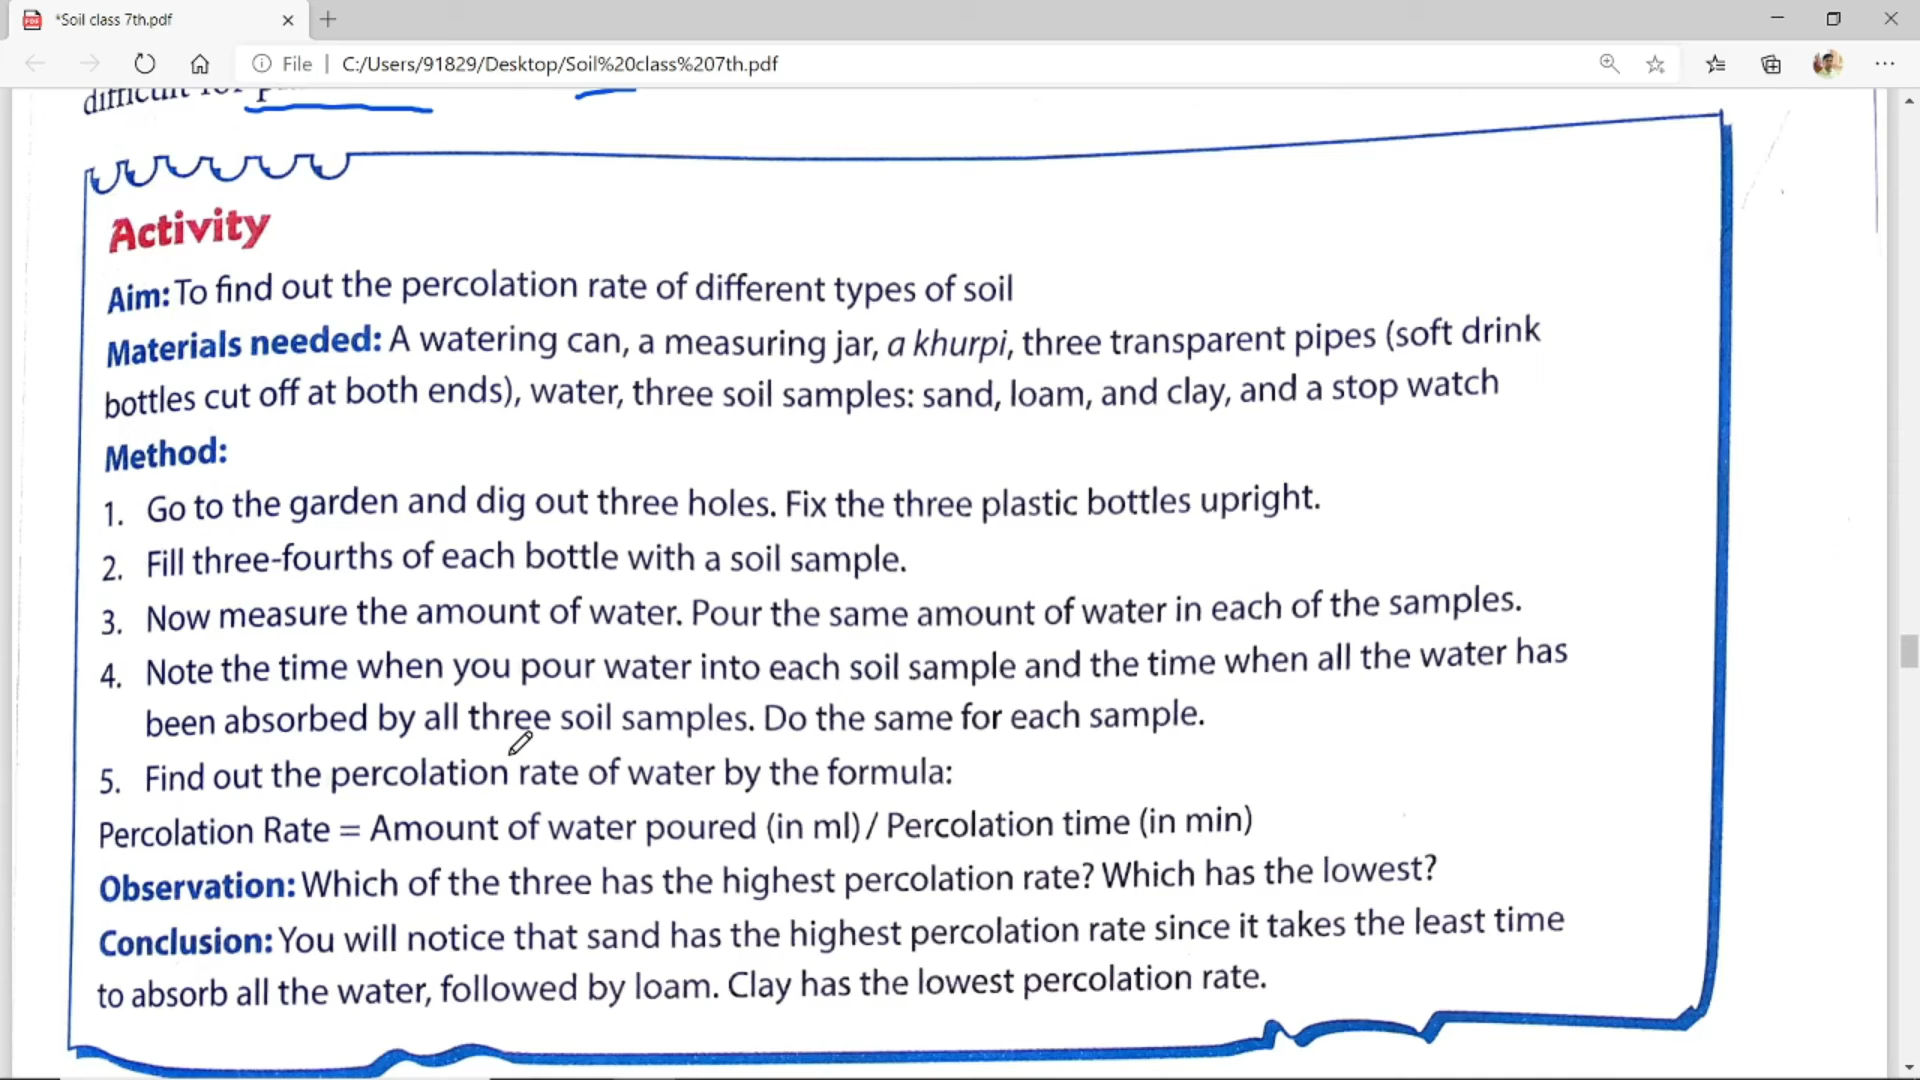 *Soil class 7th.pdf
File | C:/Users/91829/Desktop/Soil%20class%207th.pdf
difficult for
Activity
Aim: To find out the percolation rate of different types of soil
Materials needed: A watering can, a measuring jar, a khurpi, three transparent pipes (soft drink
bottles cut off at both ends), water, three soil samples: sand, loam, and clay, and a stop watch
Method:
1. Go to the garden and dig out three holes. Fix the three plastic bottles upright.
2. Fill three-fourths of each bottle with a soil sample.
3. Now measure the amount of water. Pour the same amount of water in each of the samples.
4. Note the time when you pour water into each soil sample and the time when all the water has
been absorbed by all three soil samples. Do the same for each sample.
5. Find out the percolation rate of water by the formula:
Percolation Rate = Amount of water poured (in ml) / Percolation time (in min)
Observation: Which of the three has the highest percolation rate? Which has the lowest?
Conclusion: You will notice that sand has the highest percolation rate since it takes the least time
to absorb all the water, followed by loam. Clay has the lowest percolation rate.